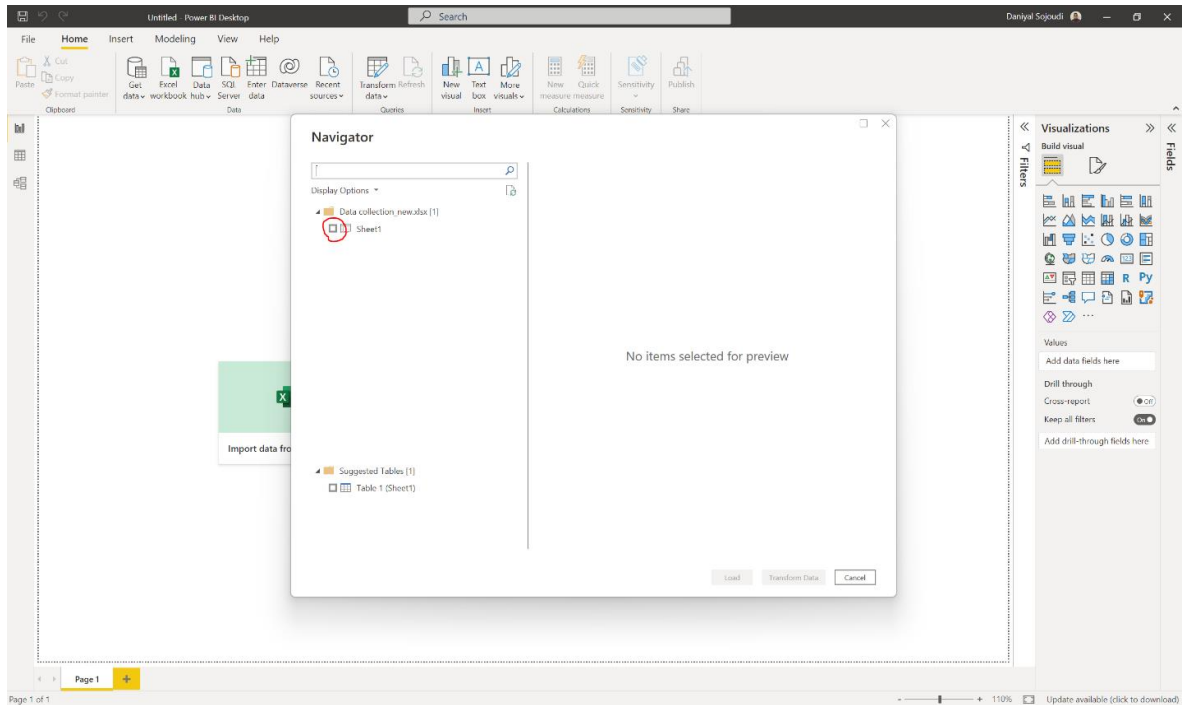 Untitled - Power BI Desktop
Search
Daniyal Sojoudi
File Home Insert Modeling View Help
Paste
Cut
Copy
Format painter
Clipboard
Get data
Excel workbook
Data hub
SQL Server
Enter data
Dataverse
Recent sources
Data
Transform data
Refresh
Queries
New visual
Text box
More visuals
Insert
New measure
Quick measure
Calculations
Sensitivity
Sensitivity
Publish
Share
Navigator
Display Options
Data collection_new.xlsx [1]
Sheet1
No items selected for preview
Suggested Tables [1]
Table 1 (Sheet1)
Load Transform Data Cancel
Import data fro
Filters
Visualizations
Build visual
123
R Py
Values
Add data fields here
Drill through
Cross-report Off
Keep all filters On
Add drill-through fields here
Fields
Page 1
Page 1 of 1
110%
Update available (click to download)